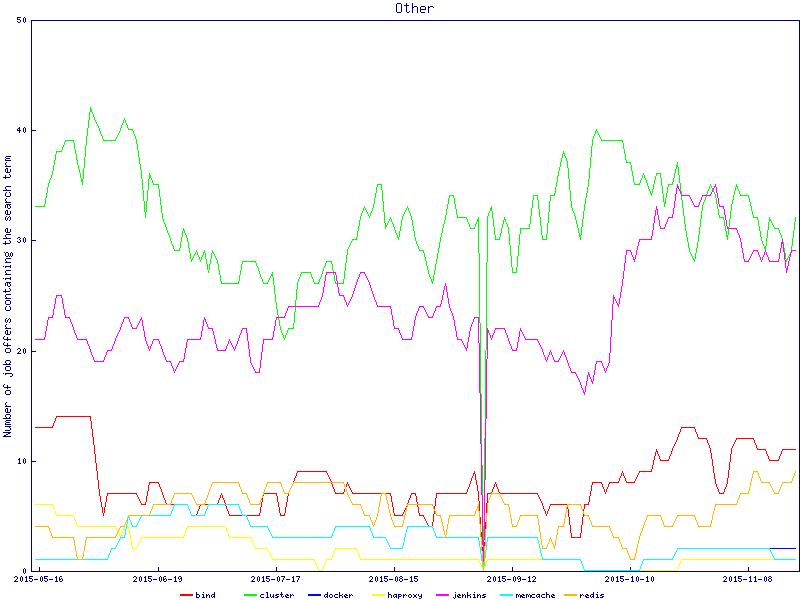 Other
Number of job offers containing the search term
50
40
30
20
10
0
2015-05-16 2015-06-19 2015-07-17 2015-08-15 2015-09-12 2015-10-10 2015-11-08
bind cluster docker haproxy jenkins memcache redis